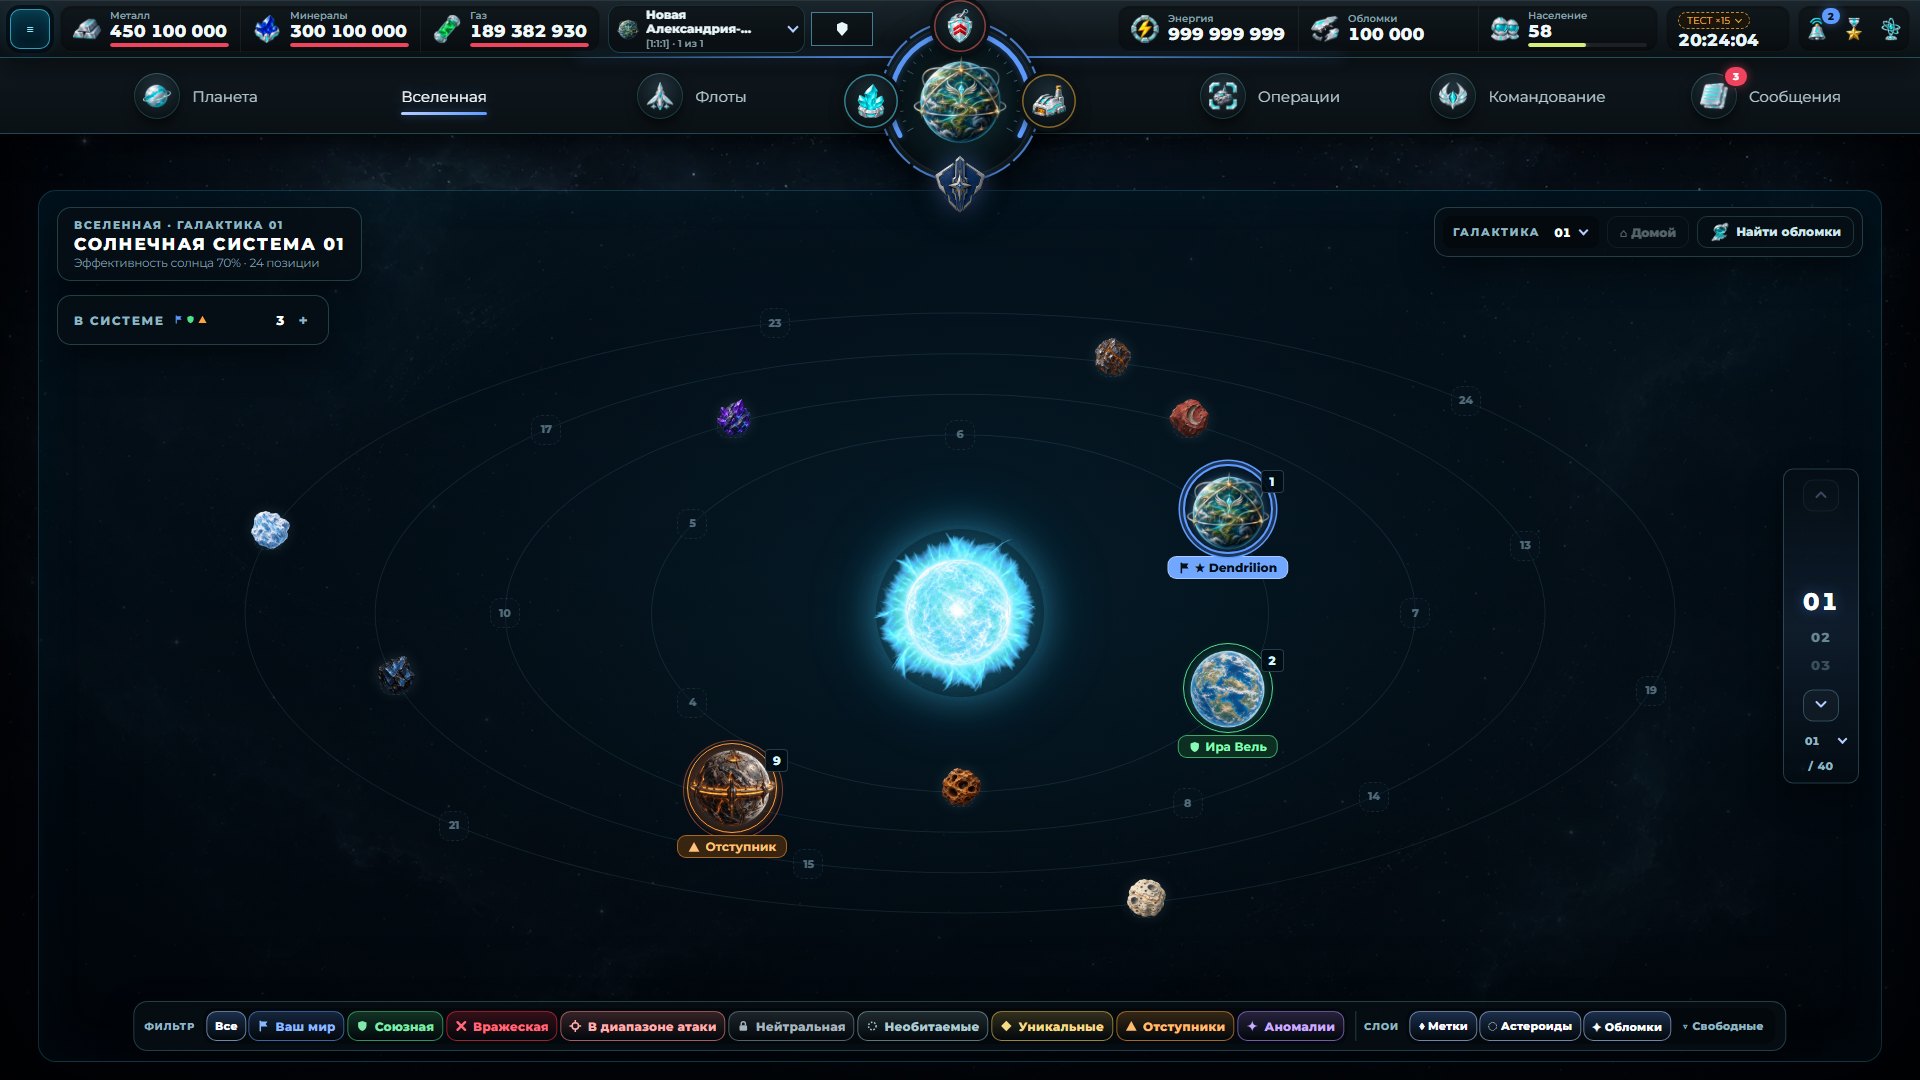 Металл
450 100 000
Минералы
300 100 000
Газ
189 382 930
Новая
Александрия-...
[1:1:1] · 1 из 1
Энергия
999 999 999
Обломки
100 000
Население
58
ТЕСТ ×15
20:24:04
2
Планета
Вселенная
Флоты
Операции
Командование
3
Сообщения
ВСЕЛЕННАЯ · ГАЛАКТИКА 01
СОЛНЕЧНАЯ СИСТЕМА 01
Эффективность солнца 70% · 24 позиции
В СИСТЕМЕ 3 +
ГАЛАКТИКА 01
Домой
Найти обломки
23
24
17
6
1
5
★ Dendrilion
13
10
7
2
4
19
Ира Вель
9
8
14
21
Отступник
15
01
02
03
01
/ 40
ФИЛЬТР Все Ваш мир Союзная Вражеская В диапазоне атаки Нейтральная Необитаемые Уникальные Отступники Аномалии СЛОИ Метки Астероиды Обломки Свободные